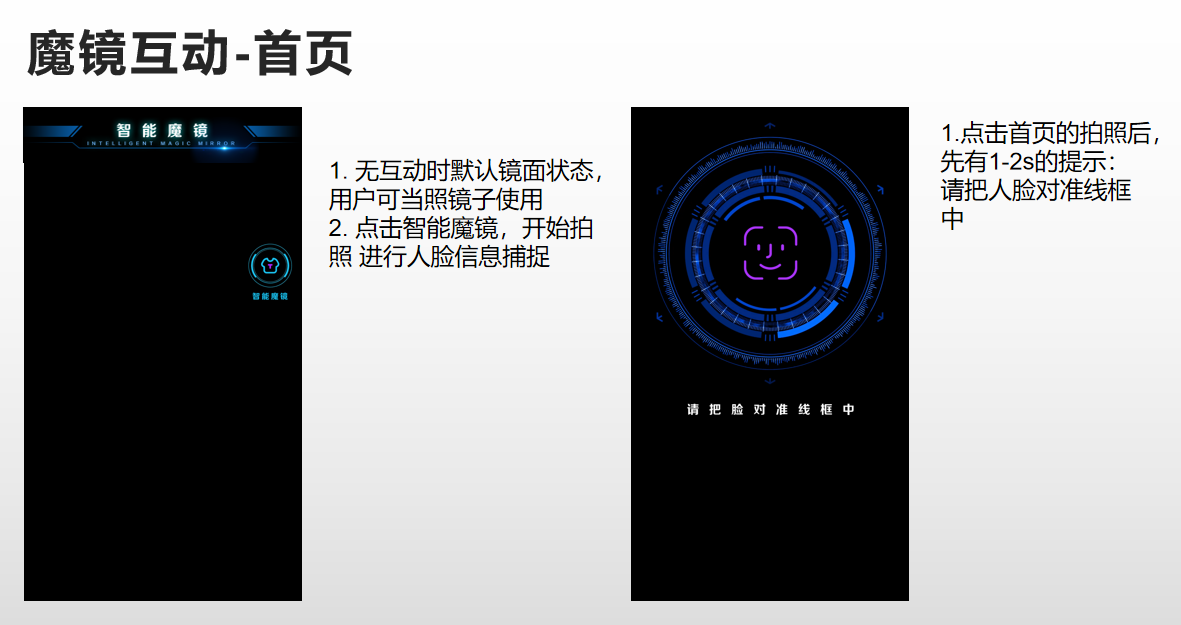 魔镜互动-首页
智能魔镜
INTELLIGENT MAGIC MIRROR
智能魔镜
1. 无互动时默认镜面状态，
用户可当照镜子使用
2. 点击智能魔镜，开始拍
照 进行人脸信息捕捉
请把脸对准线框中
1.点击首页的拍照后，
先有1-2s的提示：
请把人脸对准线框
中